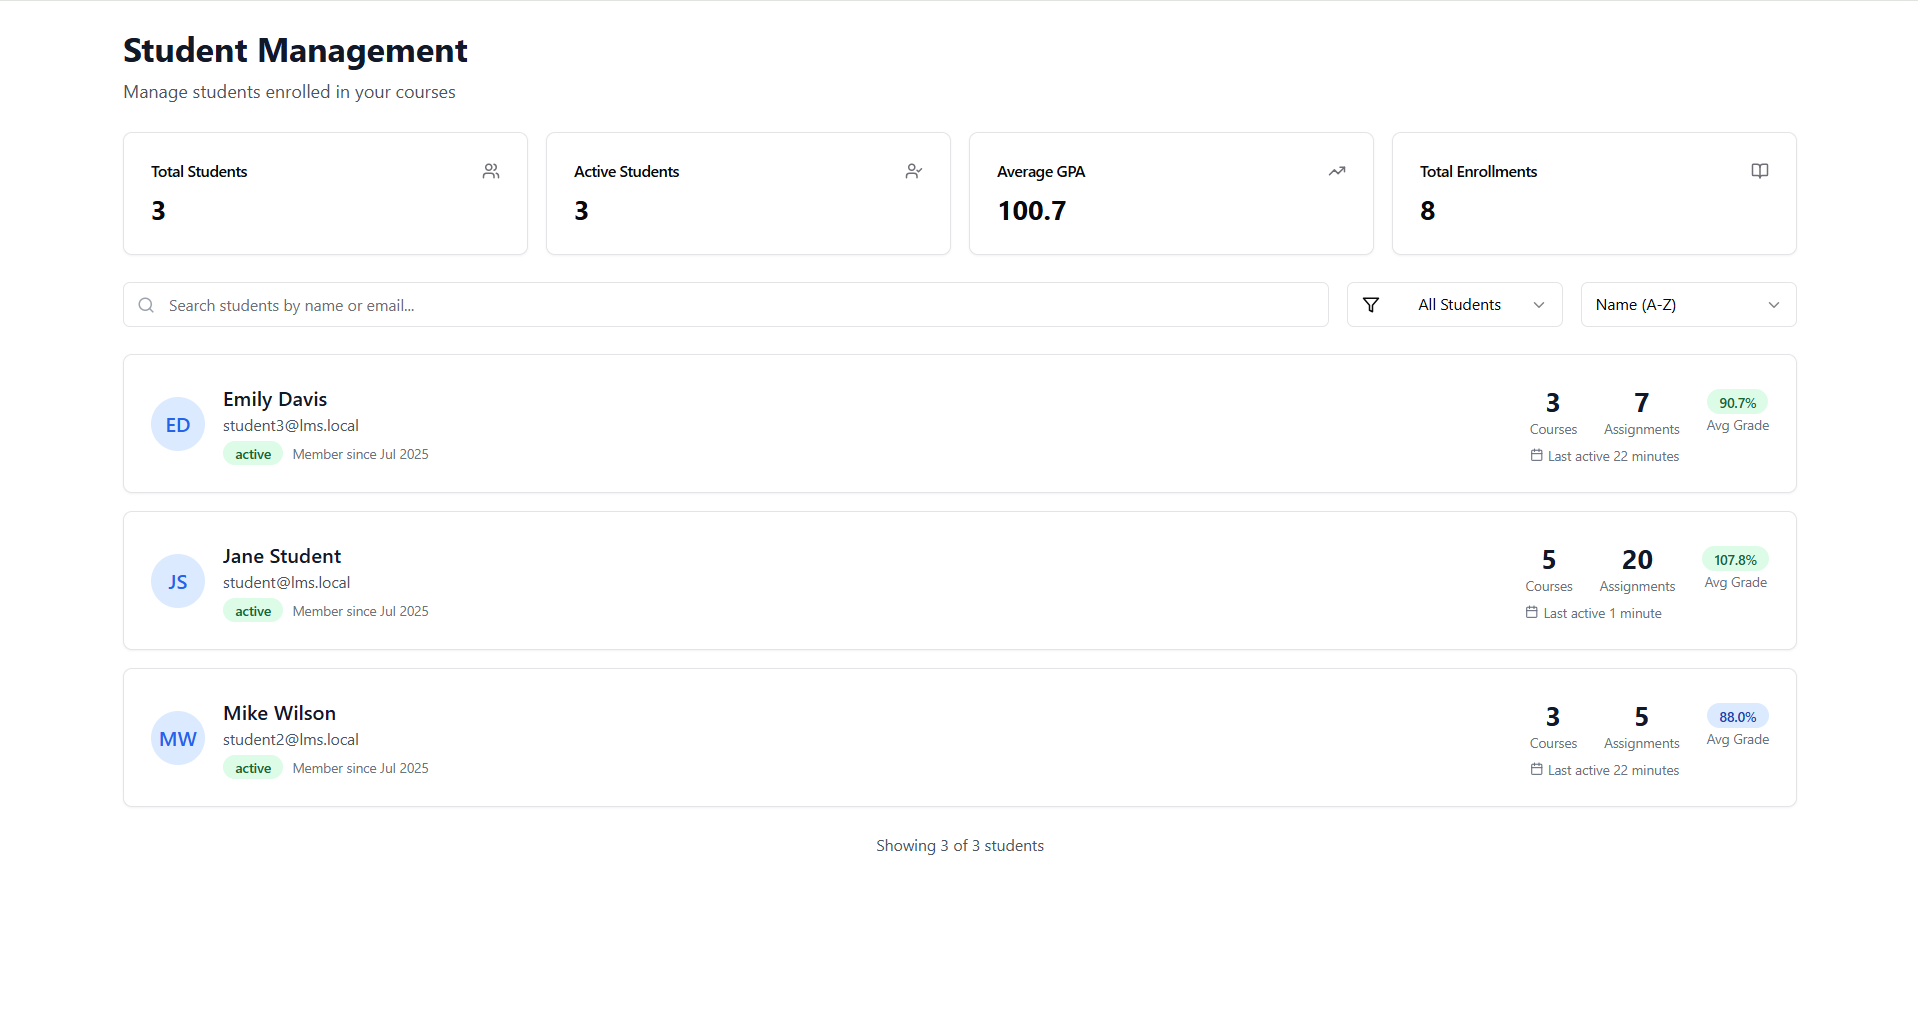 Student Management
Manage students enrolled in your courses
Total Students
3
Active Students
3
Average GPA
100.7
Total Enrollments
8
Search students by name or email...
All Students
Name (A-Z)
ED
Emily Davis
student3@lms.local
active Member since Jul 2025
3 Courses
7 Assignments
90.7% Avg Grade
Last active 22 minutes
JS
Jane Student
student@lms.local
active Member since Jul 2025
5 Courses
20 Assignments
107.8% Avg Grade
Last active 1 minute
MW
Mike Wilson
student2@lms.local
active Member since Jul 2025
3 Courses
5 Assignments
88.0% Avg Grade
Last active 22 minutes
Showing 3 of 3 students